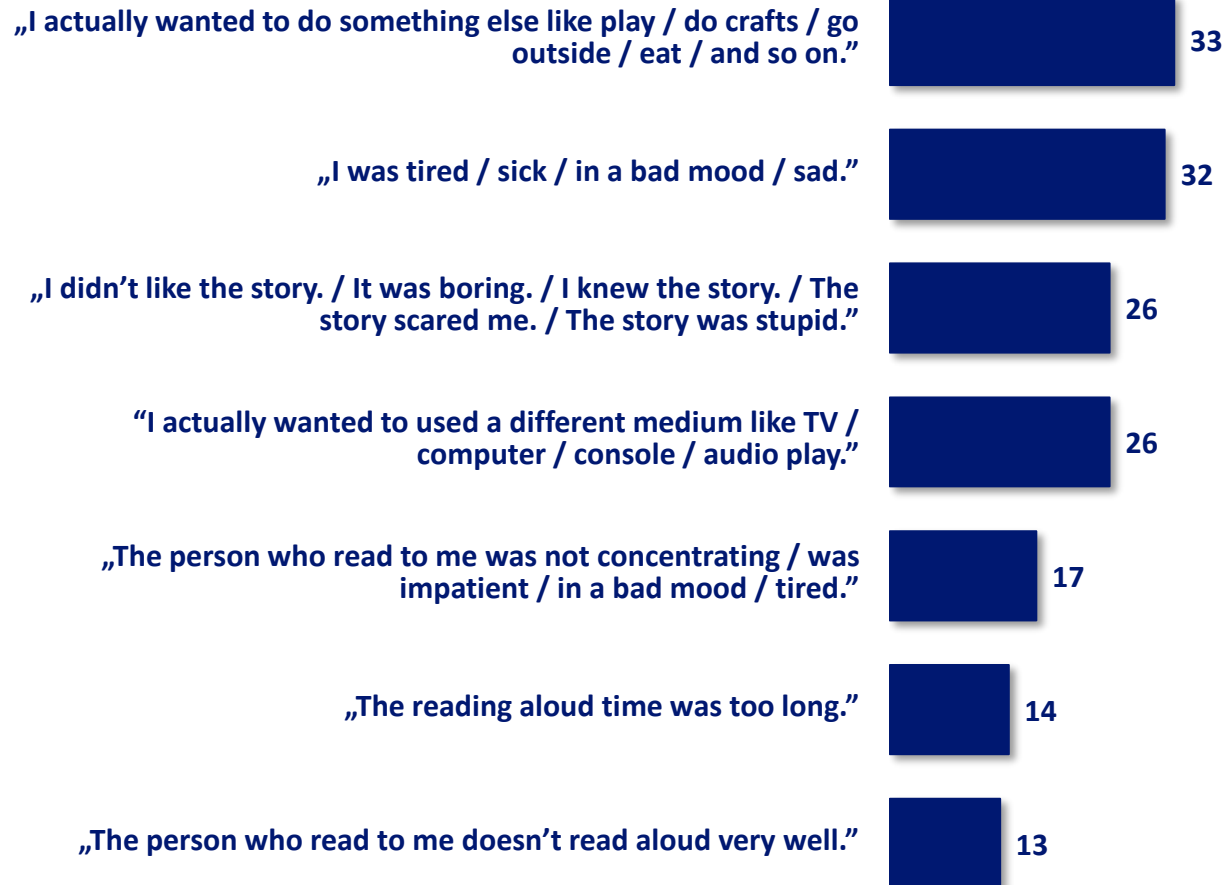 „I actually wanted to do something else like play / do crafts / go
outside / eat / and so on.”
33
„I was tired / sick / in a bad mood / sad.”
32
„I didn’t like the story. / It was boring. / I knew the story. / The
story scared me. / The story was stupid.”
26
“I actually wanted to used a different medium like TV /
computer / console / audio play.”
26
„The person who read to me was not concentrating / was
impatient / in a bad mood / tired.”
17
„The reading aloud time was too long.”
14
„The person who read to me doesn’t read aloud very well.”
13